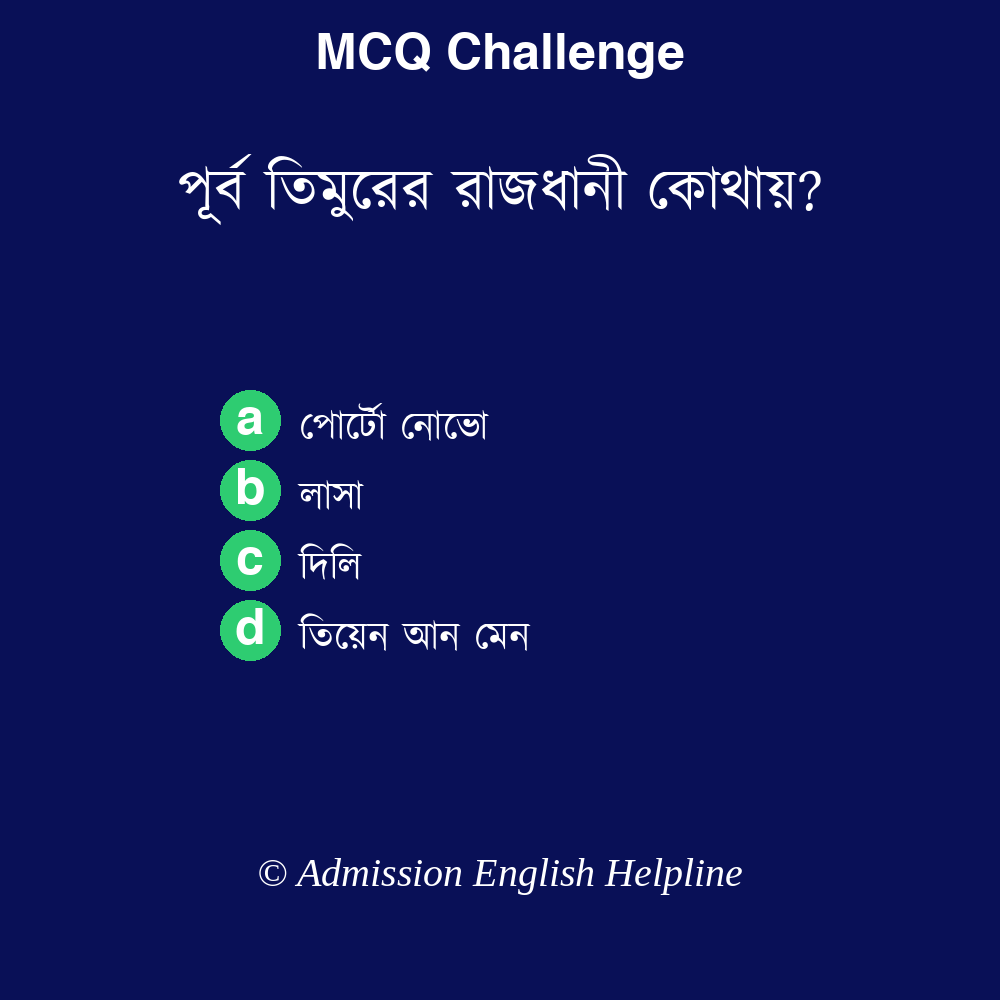 MCQ Challenge
পূর্ব তিমুরের রাজধানী কোথায়?
a পোর্টো নোভো
b লাসা
c দিলি
d তিয়েন আন মেন
© Admission English Helpline